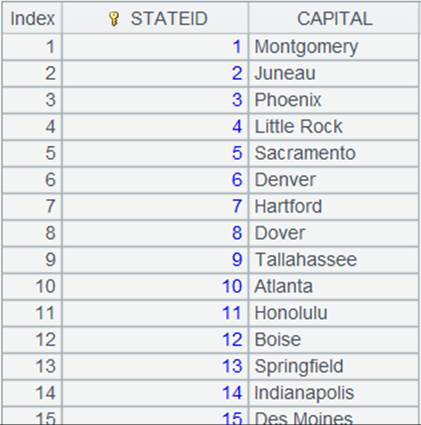 Index STATEID CAPITAL
1 1 Montgomery
2 2 Juneau
3 3 Phoenix
4 4 Little Rock
5 5 Sacramento
6 6 Denver
7 7 Hartford
8 8 Dover
9 9 Tallahassee
10 10 Atlanta
11 11 Honolulu
12 12 Boise
13 13 Springfield
14 14 Indianapolis
15 15 Des Moines